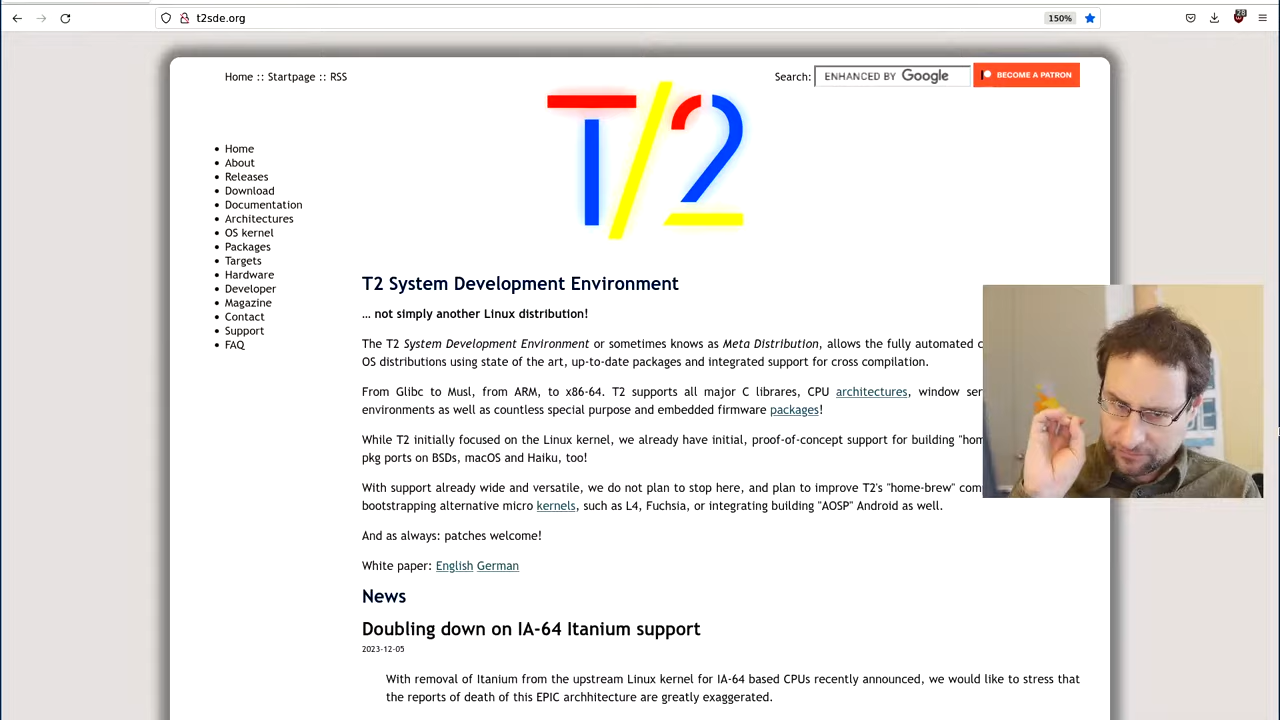 t2sde.org
150%
28
Home :: Startpage :: RSS
Search: ENHANCED BY Google
BECOME A PATRON
T/2
Home
About
Releases
Download
Documentation
Architectures
OS kernel
Packages
Targets
Hardware
Developer
Magazine
Contact
Support
FAQ
T2 System Development Environment
... not simply another Linux distribution!
The T2 System Development Environment or sometimes known as Meta Distribution, allows the fully automated
OS distributions using state of the art, up-to-date packages and integrated support for cross compilation.
From Glibc to Musl, from ARM, to x86-64. T2 supports all major C librares, CPU architectures, window
environments as well as countless special purpose and embedded firmware packages!
While T2 initially focused on the Linux kernel, we already have initial, proof-of-concept support for building
pkg ports on BSDs, macOS and Haiku, too!
With support already wide and versatile, we do not plan to stop here, and plan to improve T2's "home-brew"
bootstrapping alternative micro kernels, such as L4, Fuchsia, or integrating building "AOSP" Android as well.
And as always: patches welcome!
White paper: English German
News
Doubling down on IA-64 Itanium support
2023-12-05
With removal of Itanium from the upstream Linux kernel for IA-64 based CPUs recently announced, we would like to stress that
the reports of death of this EPIC archhitecture are greatly exaggerated.